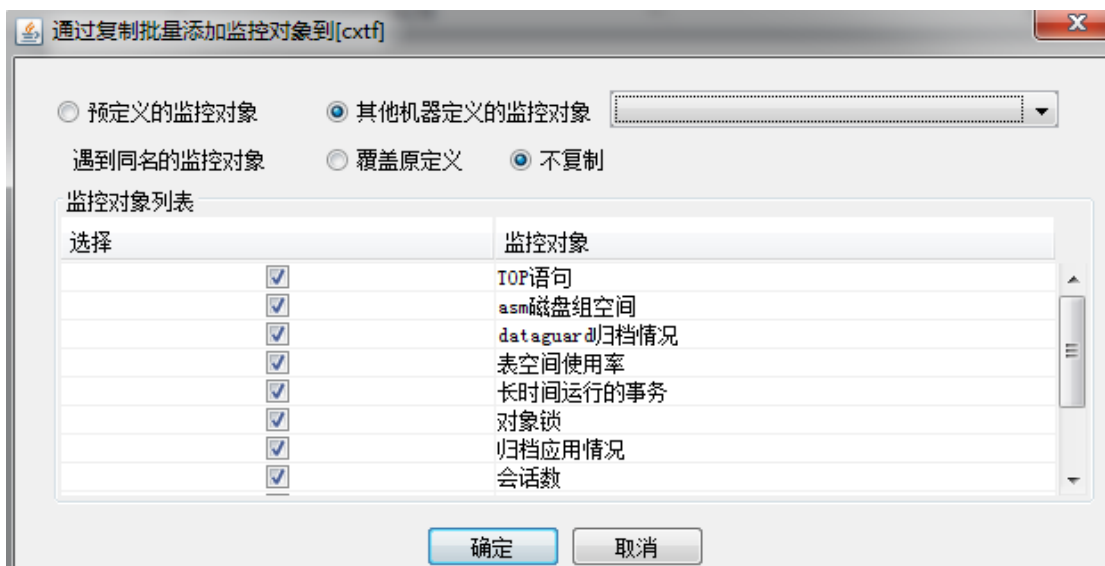 通过复制批量添加监控对象到[cxtf]
预定义的监控对象 其他机器定义的监控对象
遇到同名的监控对象 覆盖原定义 不复制
监控对象列表
选择 监控对象
TOP语句
asm磁盘组空间
dataguard归档情况
表空间使用率
长时间运行的事务
对象锁
归档应用情况
会话数
确定 取消